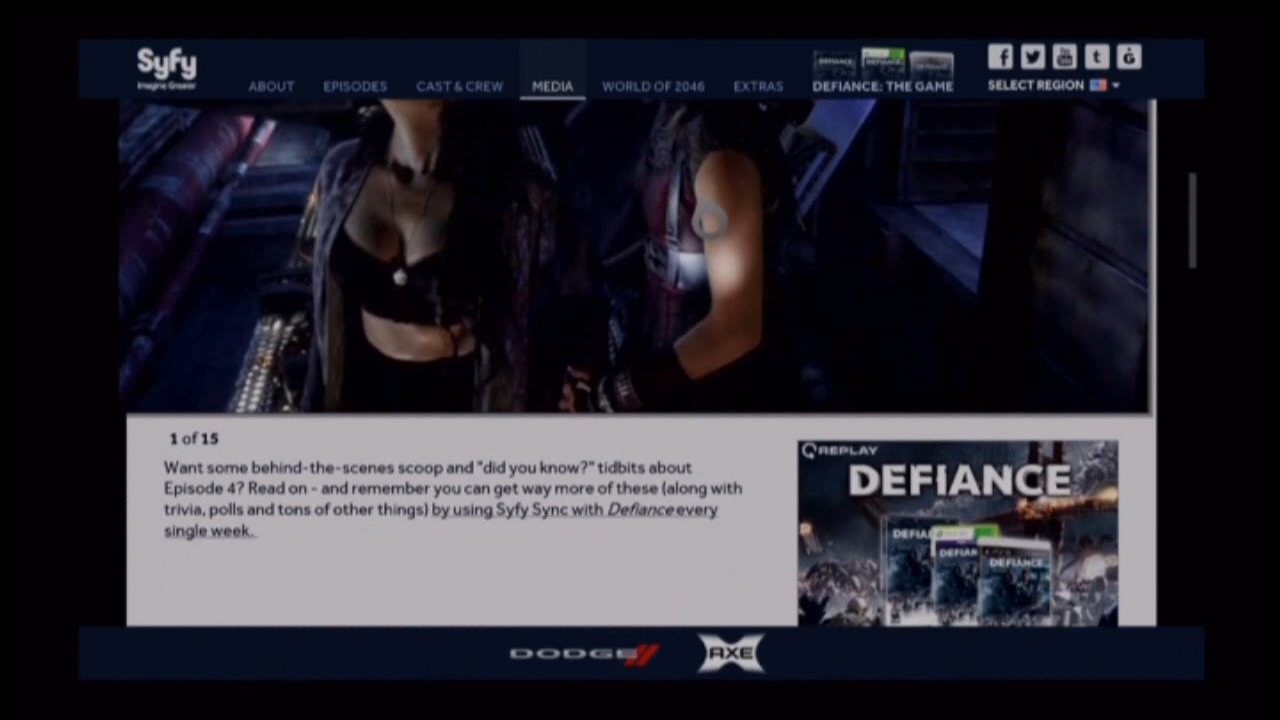 Syfy
Imagine Greater
ABOUT
EPISODES
CAST & CREW
MEDIA
WORLD OF 2046
EXTRAS
DEFIANCE: THE GAME
SELECT REGION
1 of 15
Want some behind-the-scenes scoop and "did you know?" tidbits about
Episode 4? Read on - and remember you can get way more of these (along with
trivia, polls and tons of other things) by using Syfy Sync with Defiance every
single week.
REPLAY
DEFIANCE
DEFIANCE
DEFIANCE
DODGE
AXE